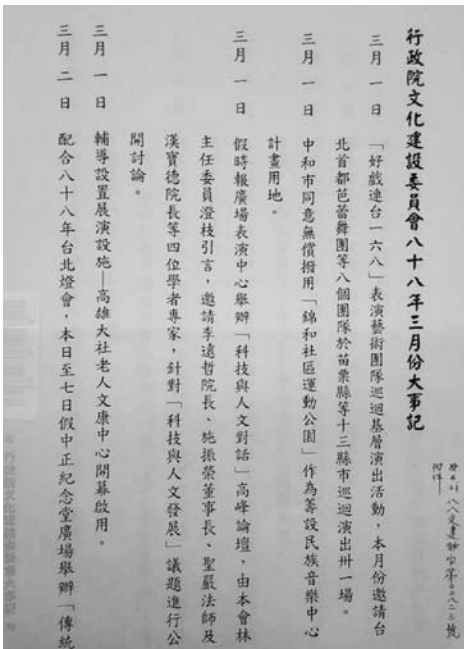 行政院文化建設委員會八十八年三月份大事記
三月一日 「好戲連台一六八」表演藝術團隊巡迴基層演出活動，本月份邀請台
北首都芭蕾舞團等八個團隊於苗栗縣等十三縣市巡迴演出卅一場。
三月一日 中和市同意無償撥用「錦和社區運動公園」作為籌設民族音樂中心
計畫用地。
三月一日 假時報廣場表演中心舉辦「科技與人文對話」高峰論壇，由本會林
主任委員澄枝引言，邀請李遠哲院長、施振榮董事長、聖嚴法師及
漢寶德院長等四位學者專家，針對「科技與人文發展」議題進行公
開討論。
三月一日 輔導設置展演設施—高雄大社老人文康中心開幕啟用。
三月二日 配合八十八年台北燈會，本日至七日假中正紀念堂廣場舉辦「傳統